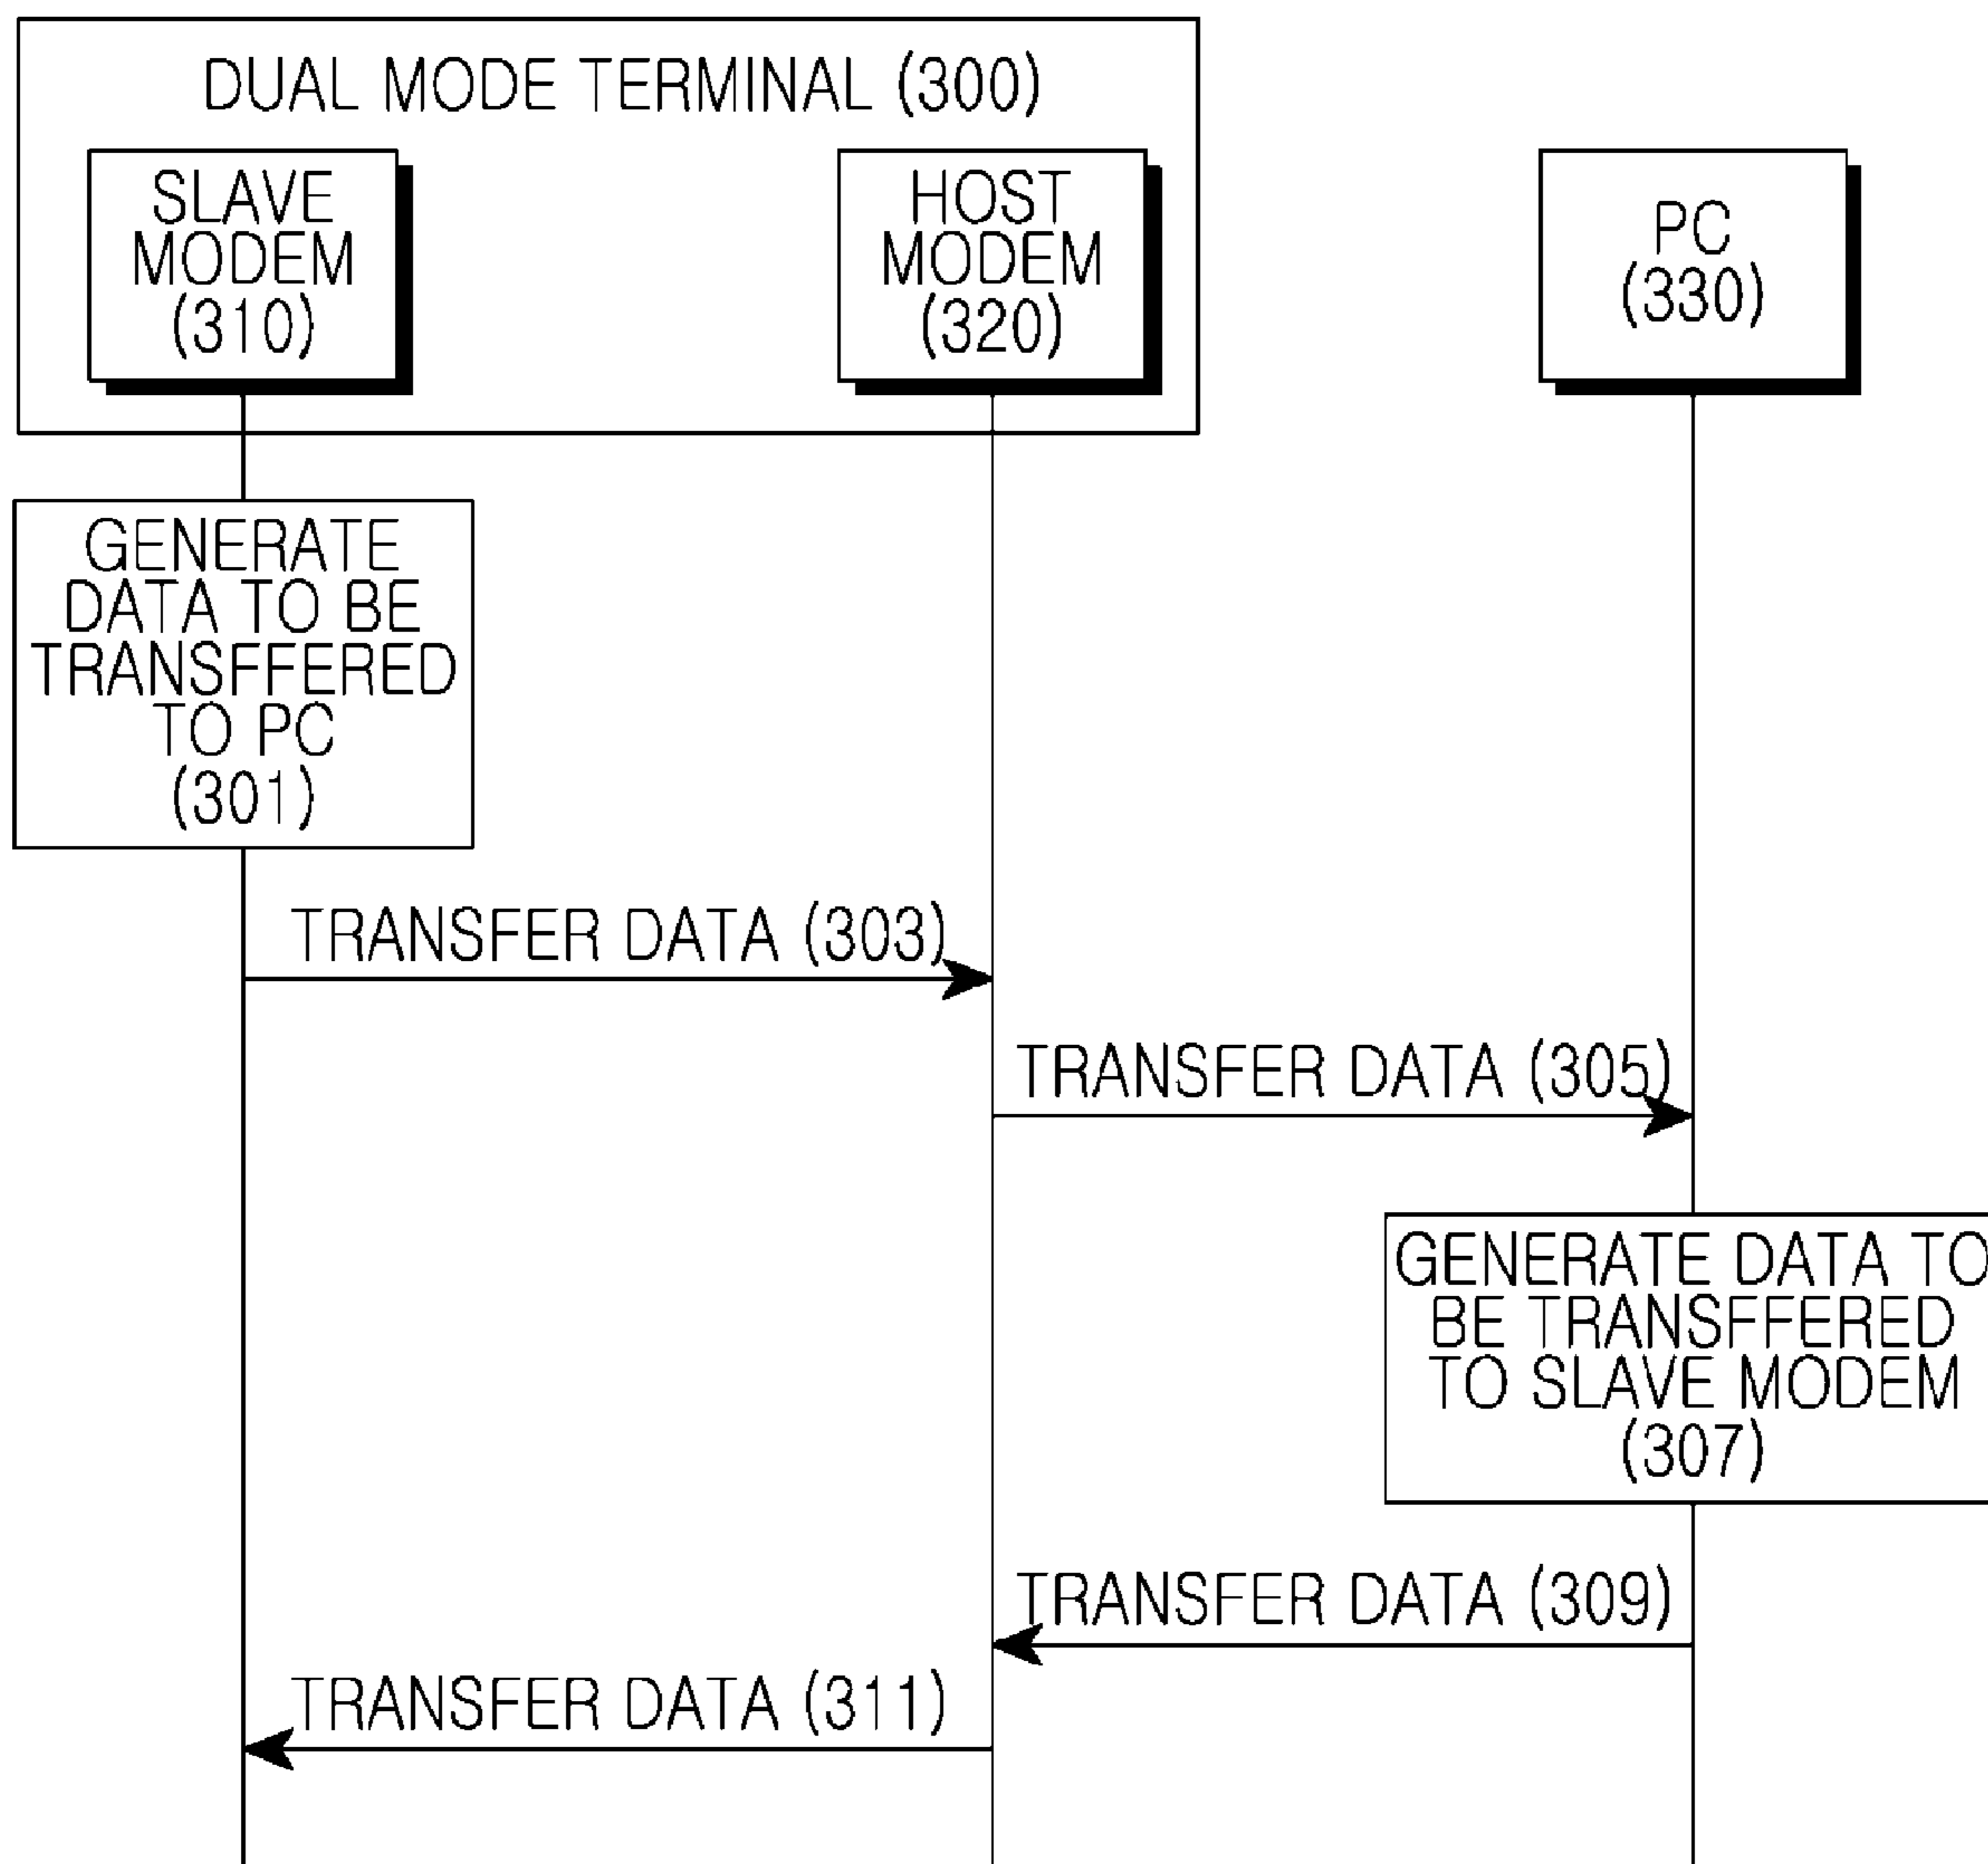 DUAL MODE TERMINAL (300)
SLAVE
MODEM
(310)
HOST
MODEM
(320)
PC
(330)
GENERATE
DATA TO BE
TRANSFFERED
TO PC
(301)
TRANSFER DATA (303)
TRANSFER DATA (305)
GENERATE DATA TO
BE TRANSFFERED
TO SLAVE MODEM
(307)
TRANSFER DATA (309)
TRANSFER DATA (311)